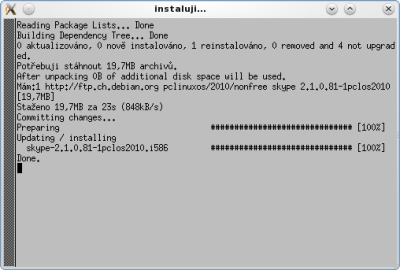 instaluji...
Reading Package Lists... Done
Building Dependency Tree... Done
0 aktualizováno, 0 nově instalováno, 1 reinstalováno, 0 removed and 4 not upgrad
ed.
Potřebuji stáhnout 19,7MB archivů.
After unpacking 0B of additional disk space will be used.
Mám:1 http://ftp.ch.debian.org pclinuxos/2010/nonfree skype 2.1.0.81-1pclos2010
[19,7MB]
Staženo 19,7MB za 23s (848kB/s)
Committing changes...
Preparing ############################## [100%]
Updating / installing
skype-2.1.0.81-1pclos2010.i586 ############################## [100%]
Done.